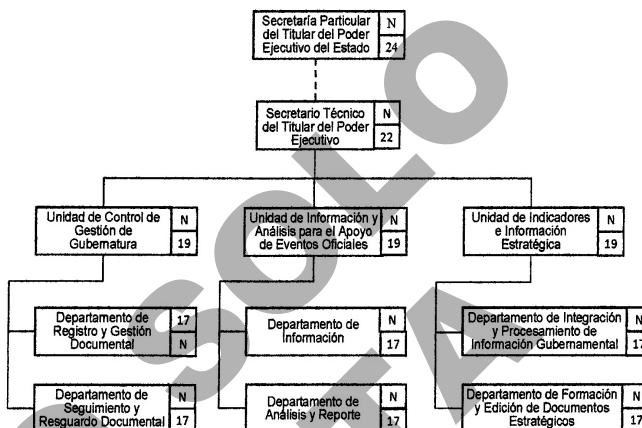 Secretaría Particular
del Titular del Poder
Ejecutivo del Estado
N
24
Secretario Técnico
del Titular del Poder
Ejecutivo
N
22
Unidad de Control de
Gestión de
Gubernatura
N
19
Unidad de Información y
Análisis para el Apoyo
de Eventos Oficiales
N
19
Unidad de Indicadores
e Información
Estratégica
N
19
Departamento de
Registro y Gestión
Documental
17
N
Departamento de
Información
N
17
Departamento de Integración
y Procesamiento de
Información Gubernamental
N
17
Departamento de
Seguimiento y
Resguardo Documental
N
17
Departamento de
Análisis y Reporte
N
17
Departamento de Formación
y Edición de Documentos
Estratégicos
N
17
SOLO